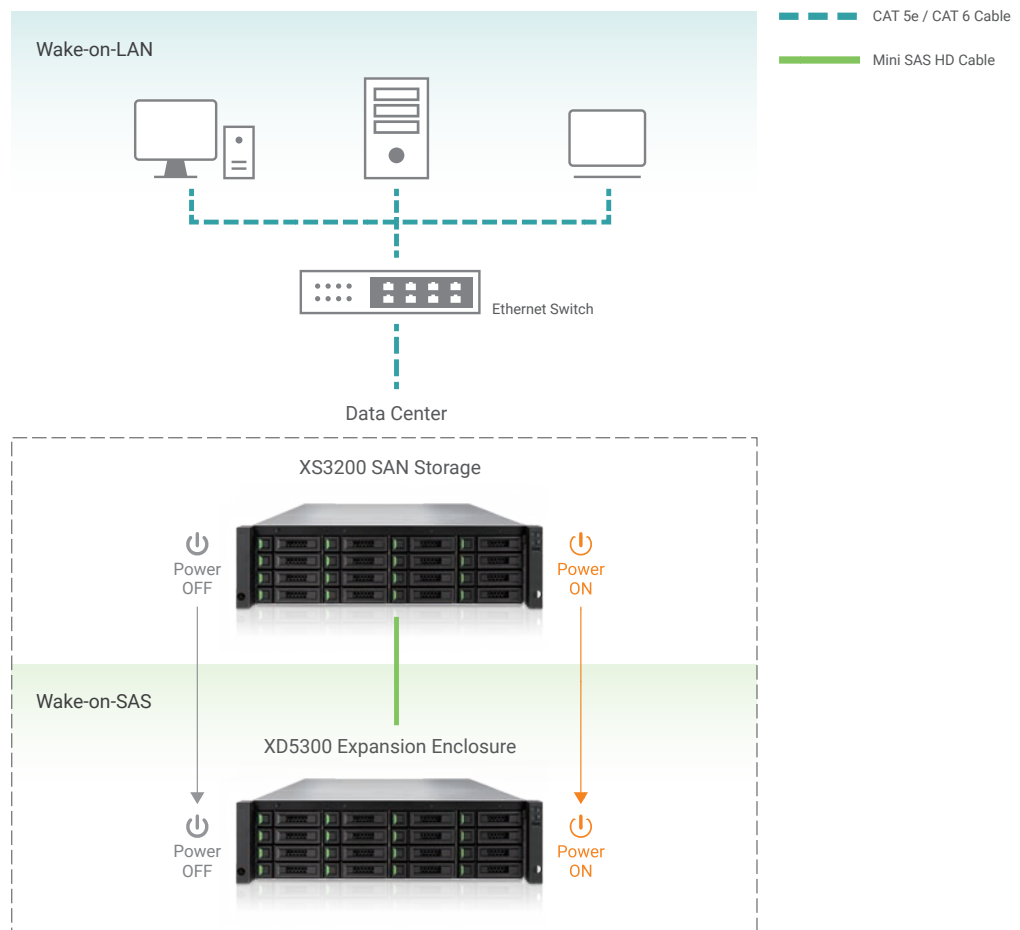 Wake-on-LAN
CAT 5e / CAT 6 Cable
Mini SAS HD Cable
Ethernet Switch
Data Center
XS3200 SAN Storage
Power
OFF
Power
ON
Wake-on-SAS
XD5300 Expansion Enclosure
Power
OFF
Power
ON